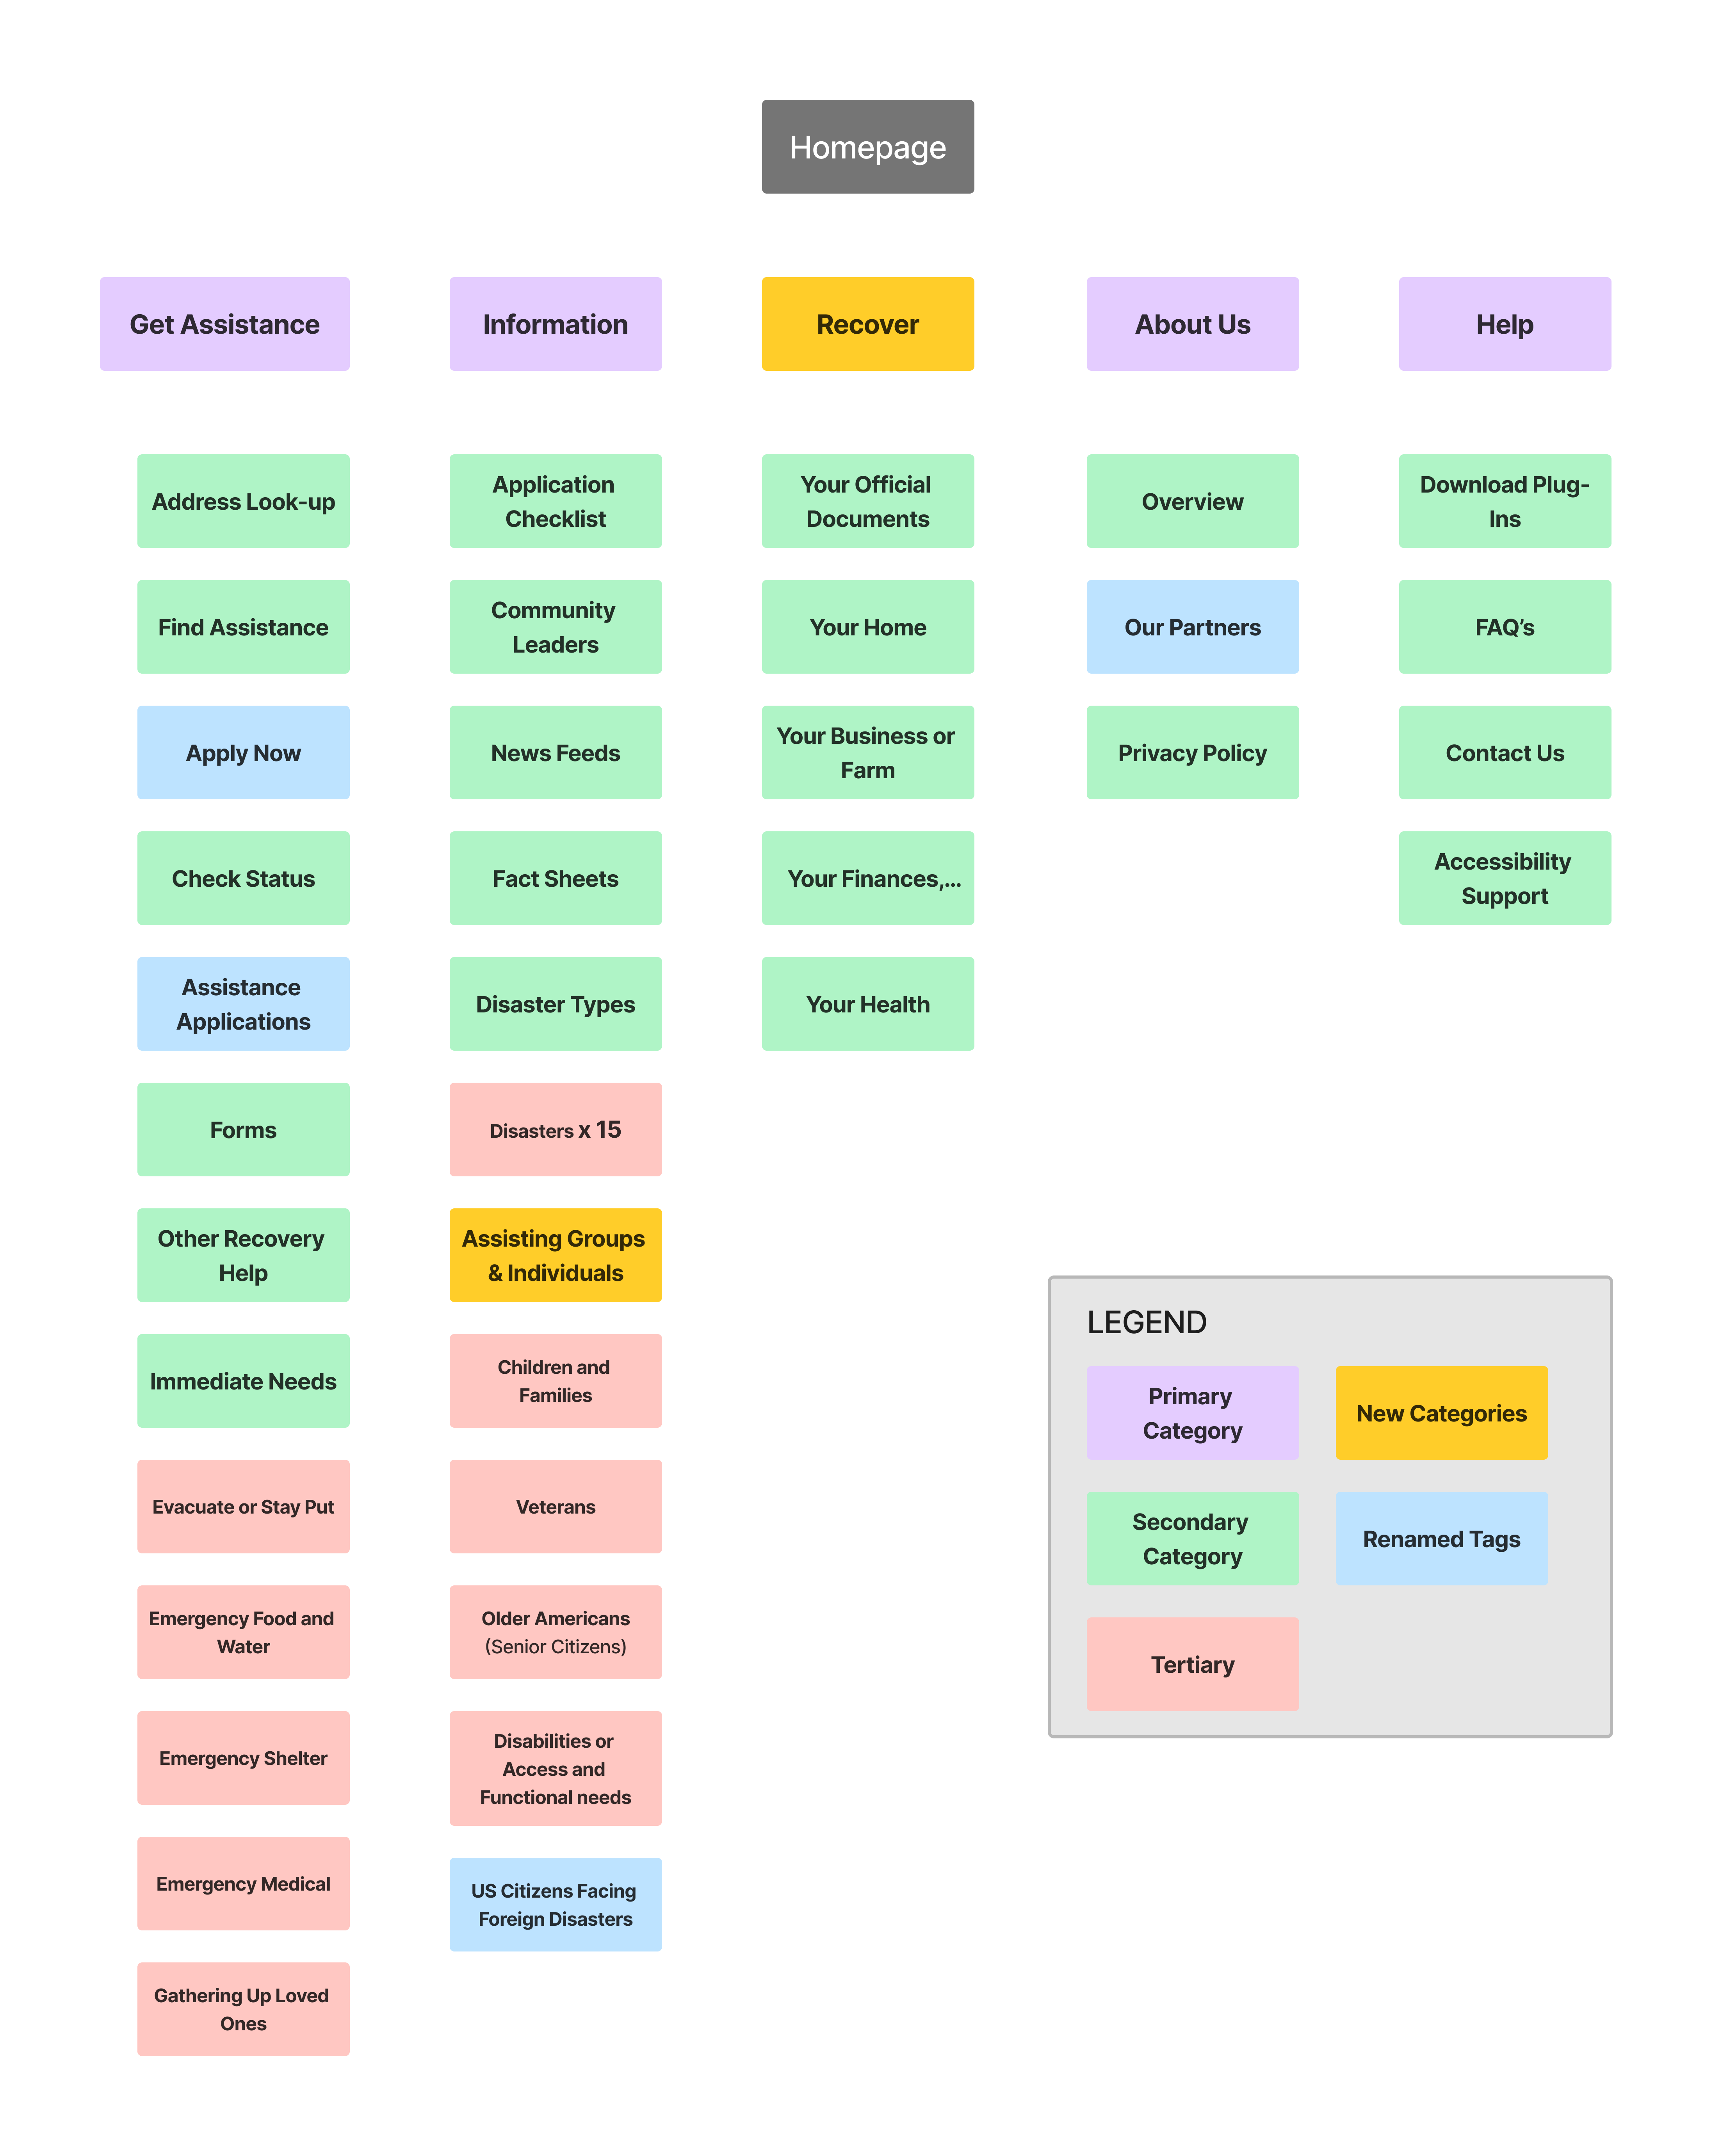 Homepage
Get Assistance
Information
Recover
About Us
Help
Address Look-up
Find Assistance
Apply Now
Check Status
Assistance
Applications
Forms
Other Recovery
Help
Immediate Needs
Evacuate or Stay Put
Emergency Food and
Water
Emergency Shelter
Emergency Medical
Gathering Up Loved
Ones
Application
Checklist
Community
Leaders
News Feeds
Fact Sheets
Disaster Types
Disasters x 15
Assisting Groups
& Individuals
Children and
Families
Veterans
Older Americans
(Senior Citizens)
Disabilities or
Access and
Functional needs
US Citizens Facing
Foreign Disasters
Your Official
Documents
Your Home
Your Business or
Farm
Your Finances,...
Your Health
Overview
Our Partners
Privacy Policy
Download Plug-
Ins
FAQ’s
Contact Us
Accessibility
Support
LEGEND
Primary
Category
New Categories
Secondary
Category
Renamed Tags
Tertiary